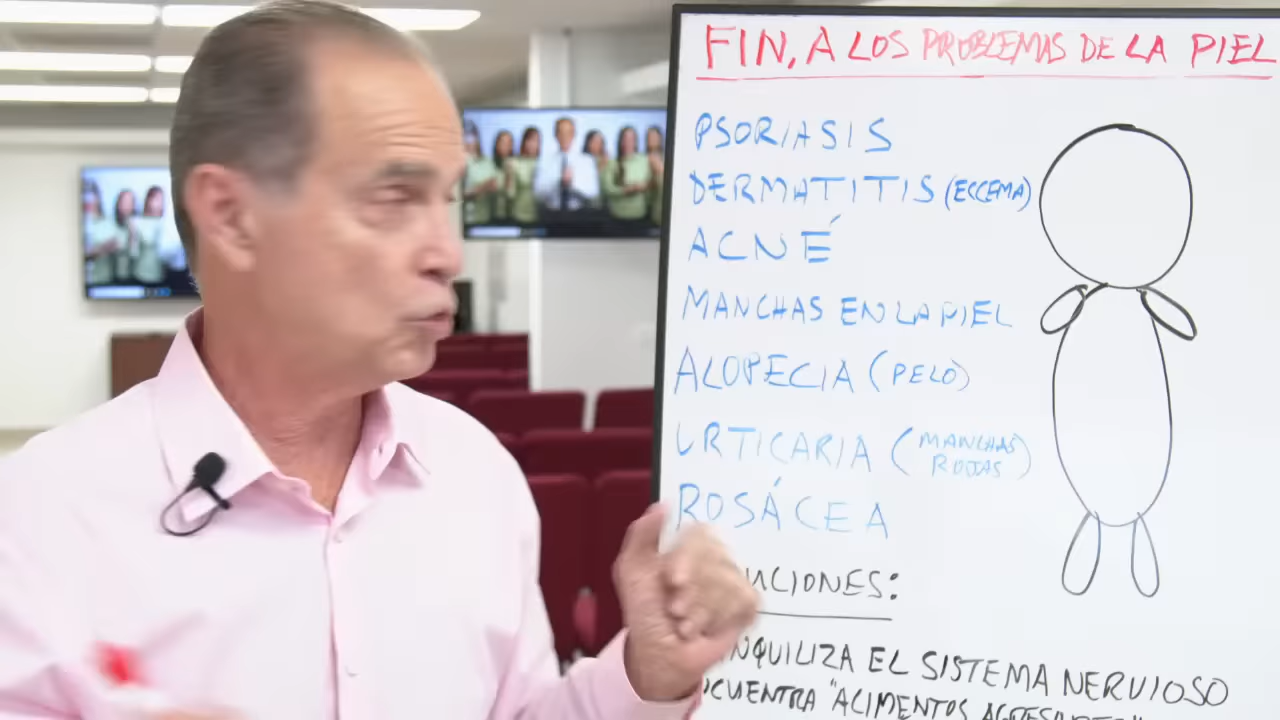 FIN, A LOS PROBLEMAS DE LA PIEL
PSORIASIS
DERMATITIS (ECCEMA)
ACNÉ
MANCHAS EN LA PIEL
ALOPECIA (PELO)
URTICARIA (MANCHAS ROJAS)
ROSÁCEA
UCIONES:
NQUILIZA EL SISTEMA NERVIOSO
CUENTRA "ALIMENTOS